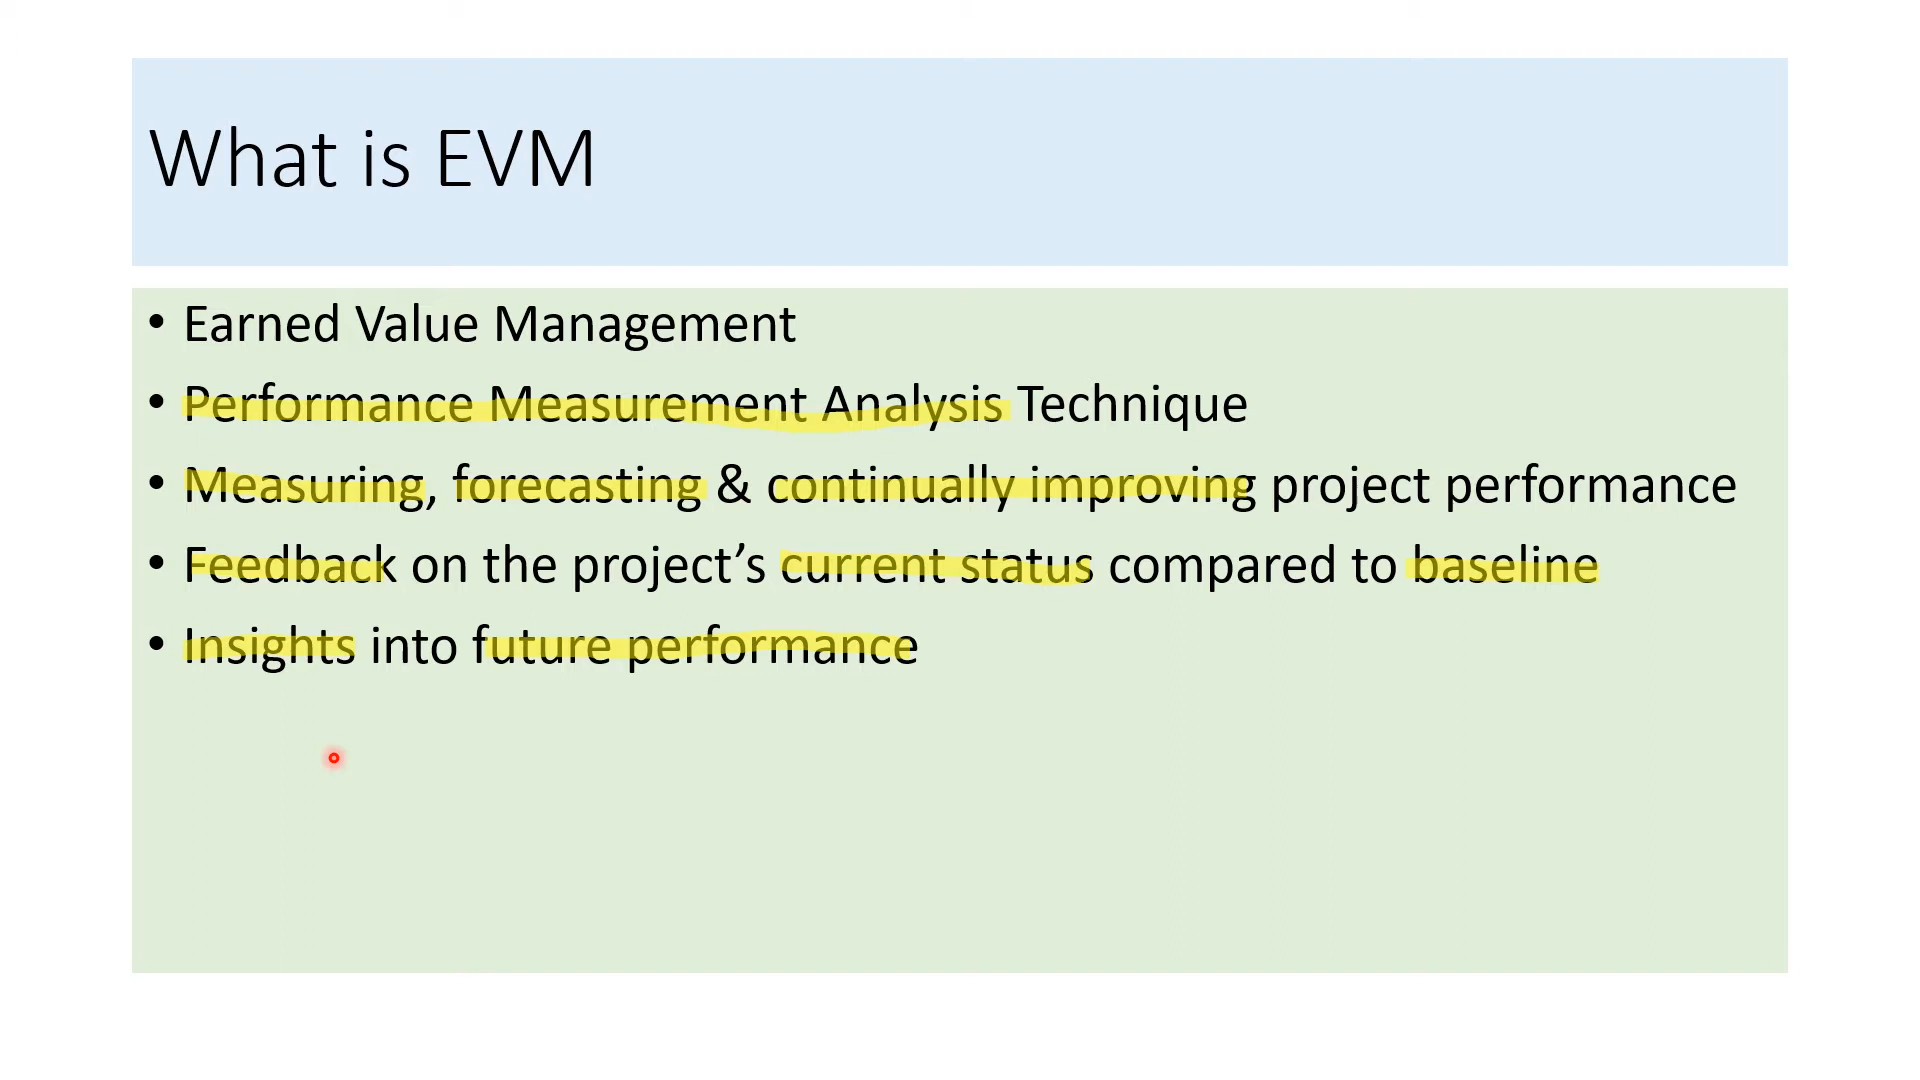 What is EVM
• Earned Value Management
• Performance Measurement Analysis Technique
• Measuring, forecasting & continually improving project performance
• Feedback on the project’s current status compared to baseline
• Insights into future performance